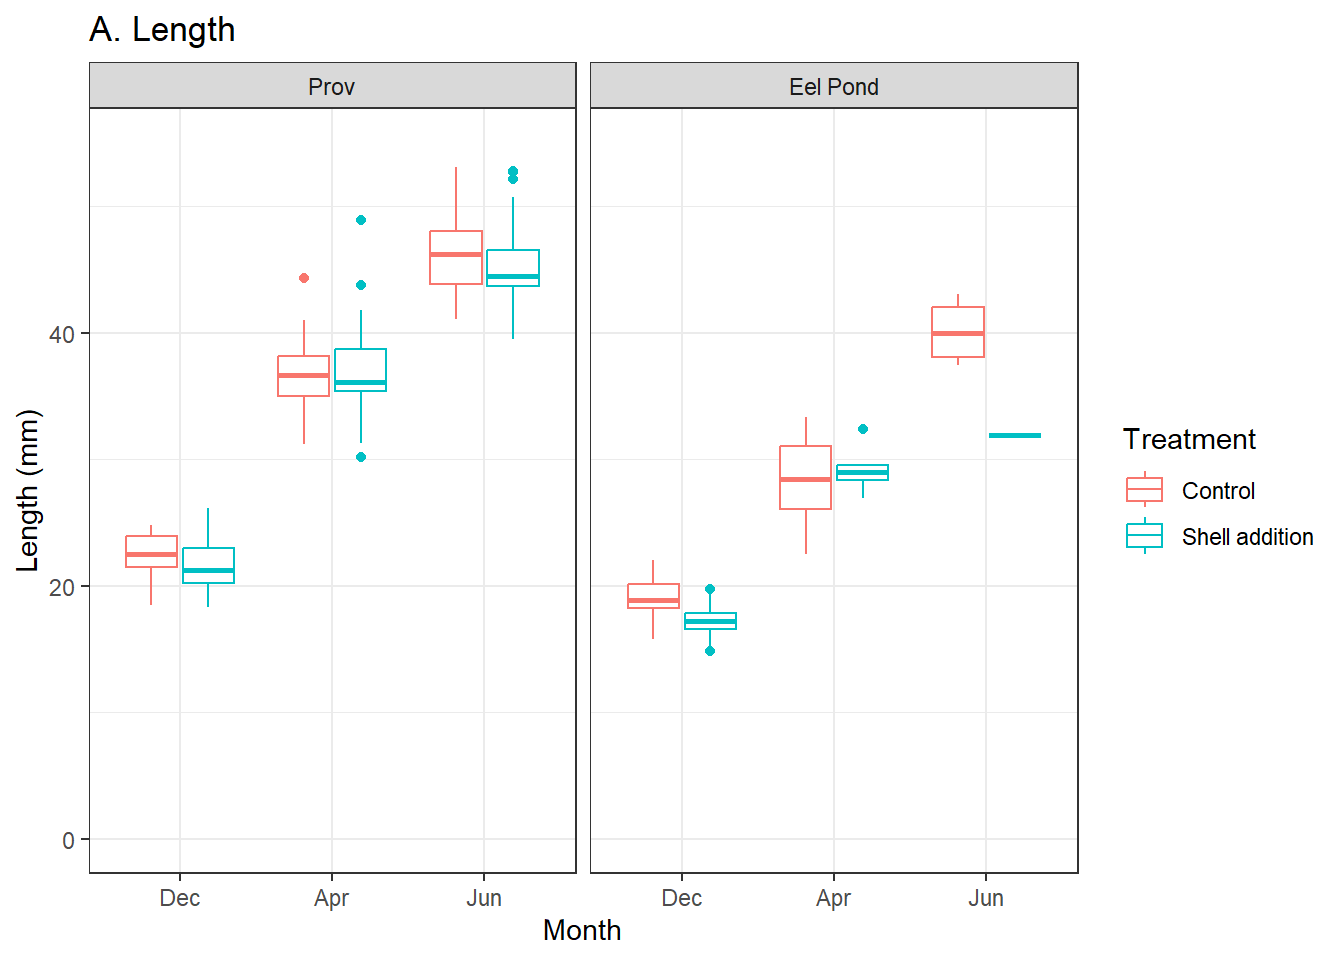 A. Length
Prov
Eel Pond
Length (mm)
40
20
0
Dec
Apr
Jun
Dec
Apr
Jun
Month
Treatment
Control
Shell addition